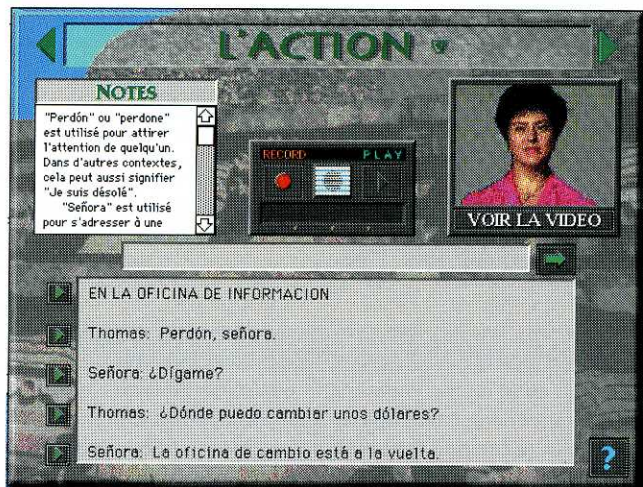 L'ACTION
NOTES
"Perdón" ou "perdone"
est utilisé pour attirer
l'attention de quelqu'un.
Dans d'autres contextes,
cela peut aussi signifier
"Je suis désolé".
"Señora" est utilisé
pour s'adresser à une
RECORD PLAY
VOIR LA VIDEO
EN LA OFICINA DE INFORMACION
Thomas: Perdón, señora.
Señora: ¿Dígame?
Thomas: ¿Dónde puedo cambiar unos dólares?
Señora: La oficina de cambio está a la vuelta.
?